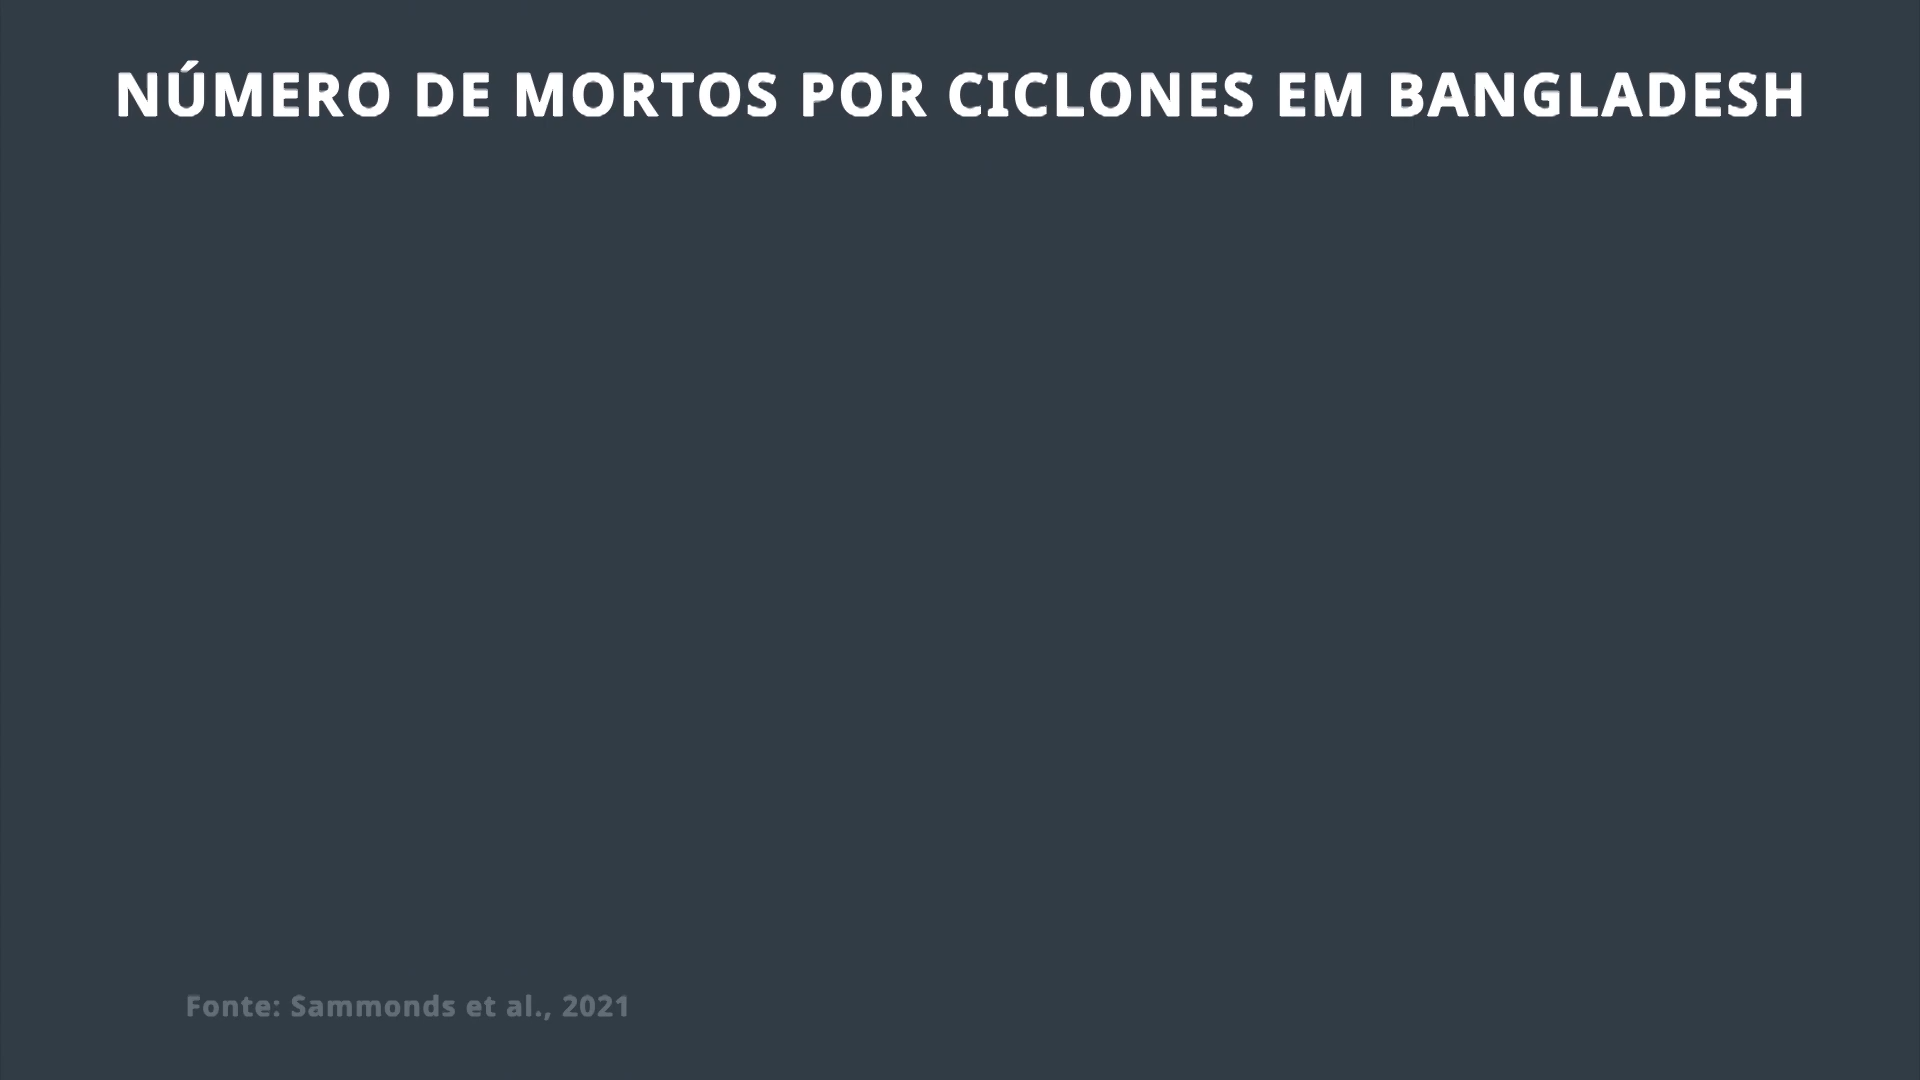 NÚMERO DE MORTOS POR CICLONES EM BANGLADESH
Fonte: Sammonds et al., 2021